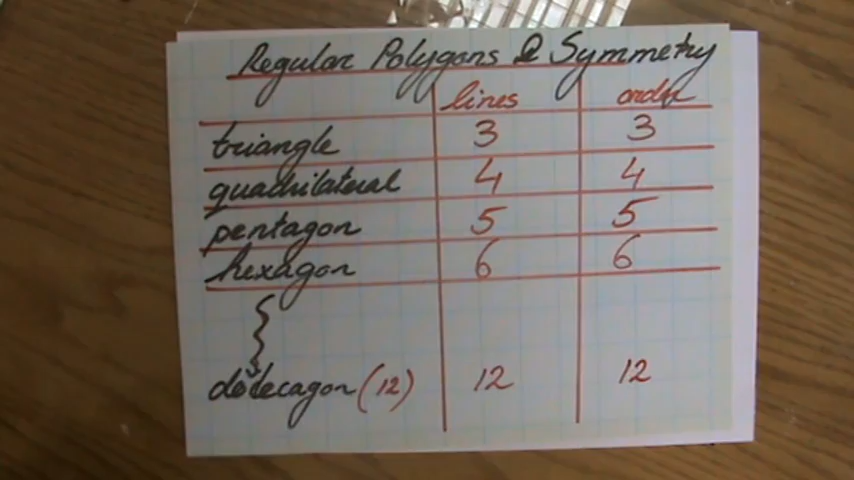 Regular Polygons & Symmetry
lines order
triangle 3 3
quadrilateral 4 4
pentagon 5 5
hexagon 6 6
dodecagon (12) 12 12